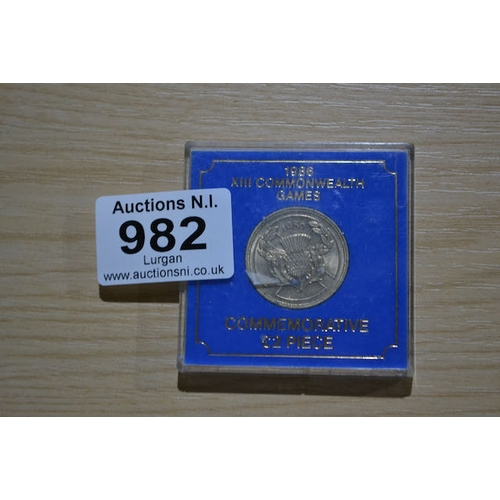 Auctions N.I.
982
Lurgan
www.auctionsni.co.uk
1986
XIII COMMONWEALTH
GAMES
COMMEMORATIVE
£2 PIECE